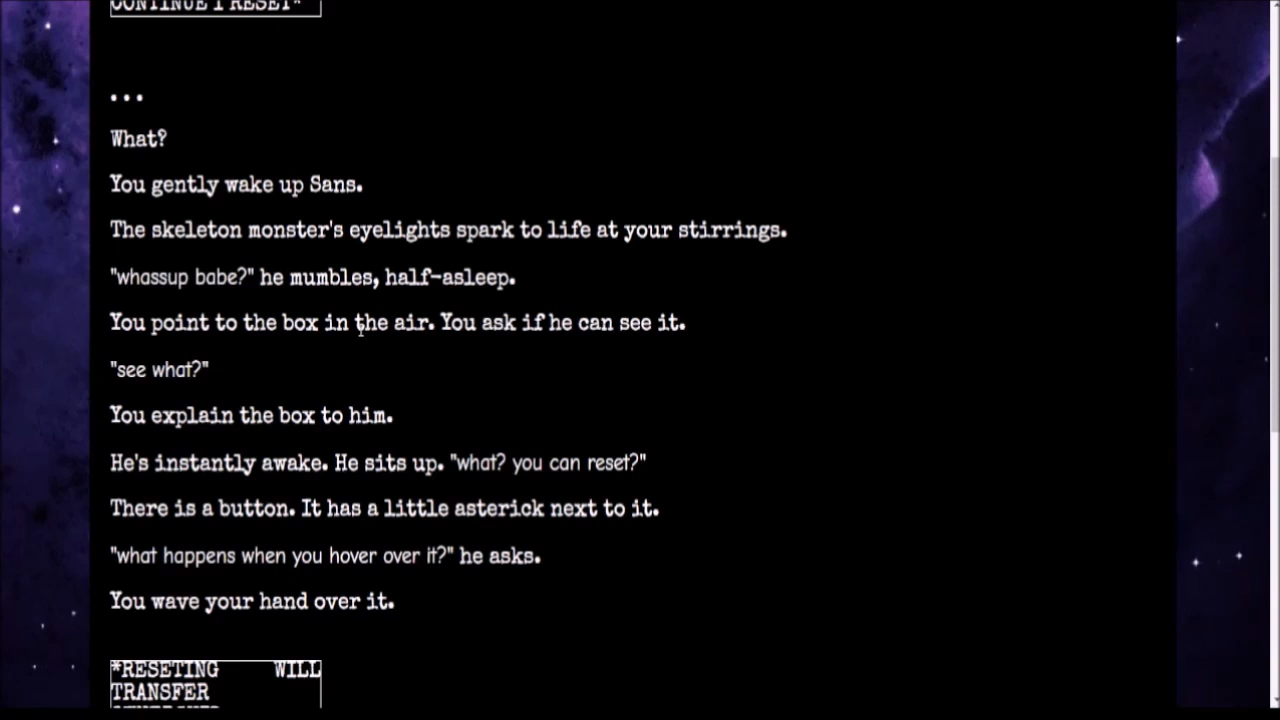 CONTINUE I RESET*
...
What?
You gently wake up Sans.
The skeleton monster's eyelights spark to life at your stirrings.
"whassup babe?" he mumbles, half-asleep.
You point to the box in the air. You ask if he can see it.
"see what?"
You explain the box to him.
He's instantly awake. He sits up. "what? you can reset?"
There is a button. It has a little asterick next to it.
"what happens when you hover over it?" he asks.
You wave your hand over it.
*RESETING WILL
TRANSFER